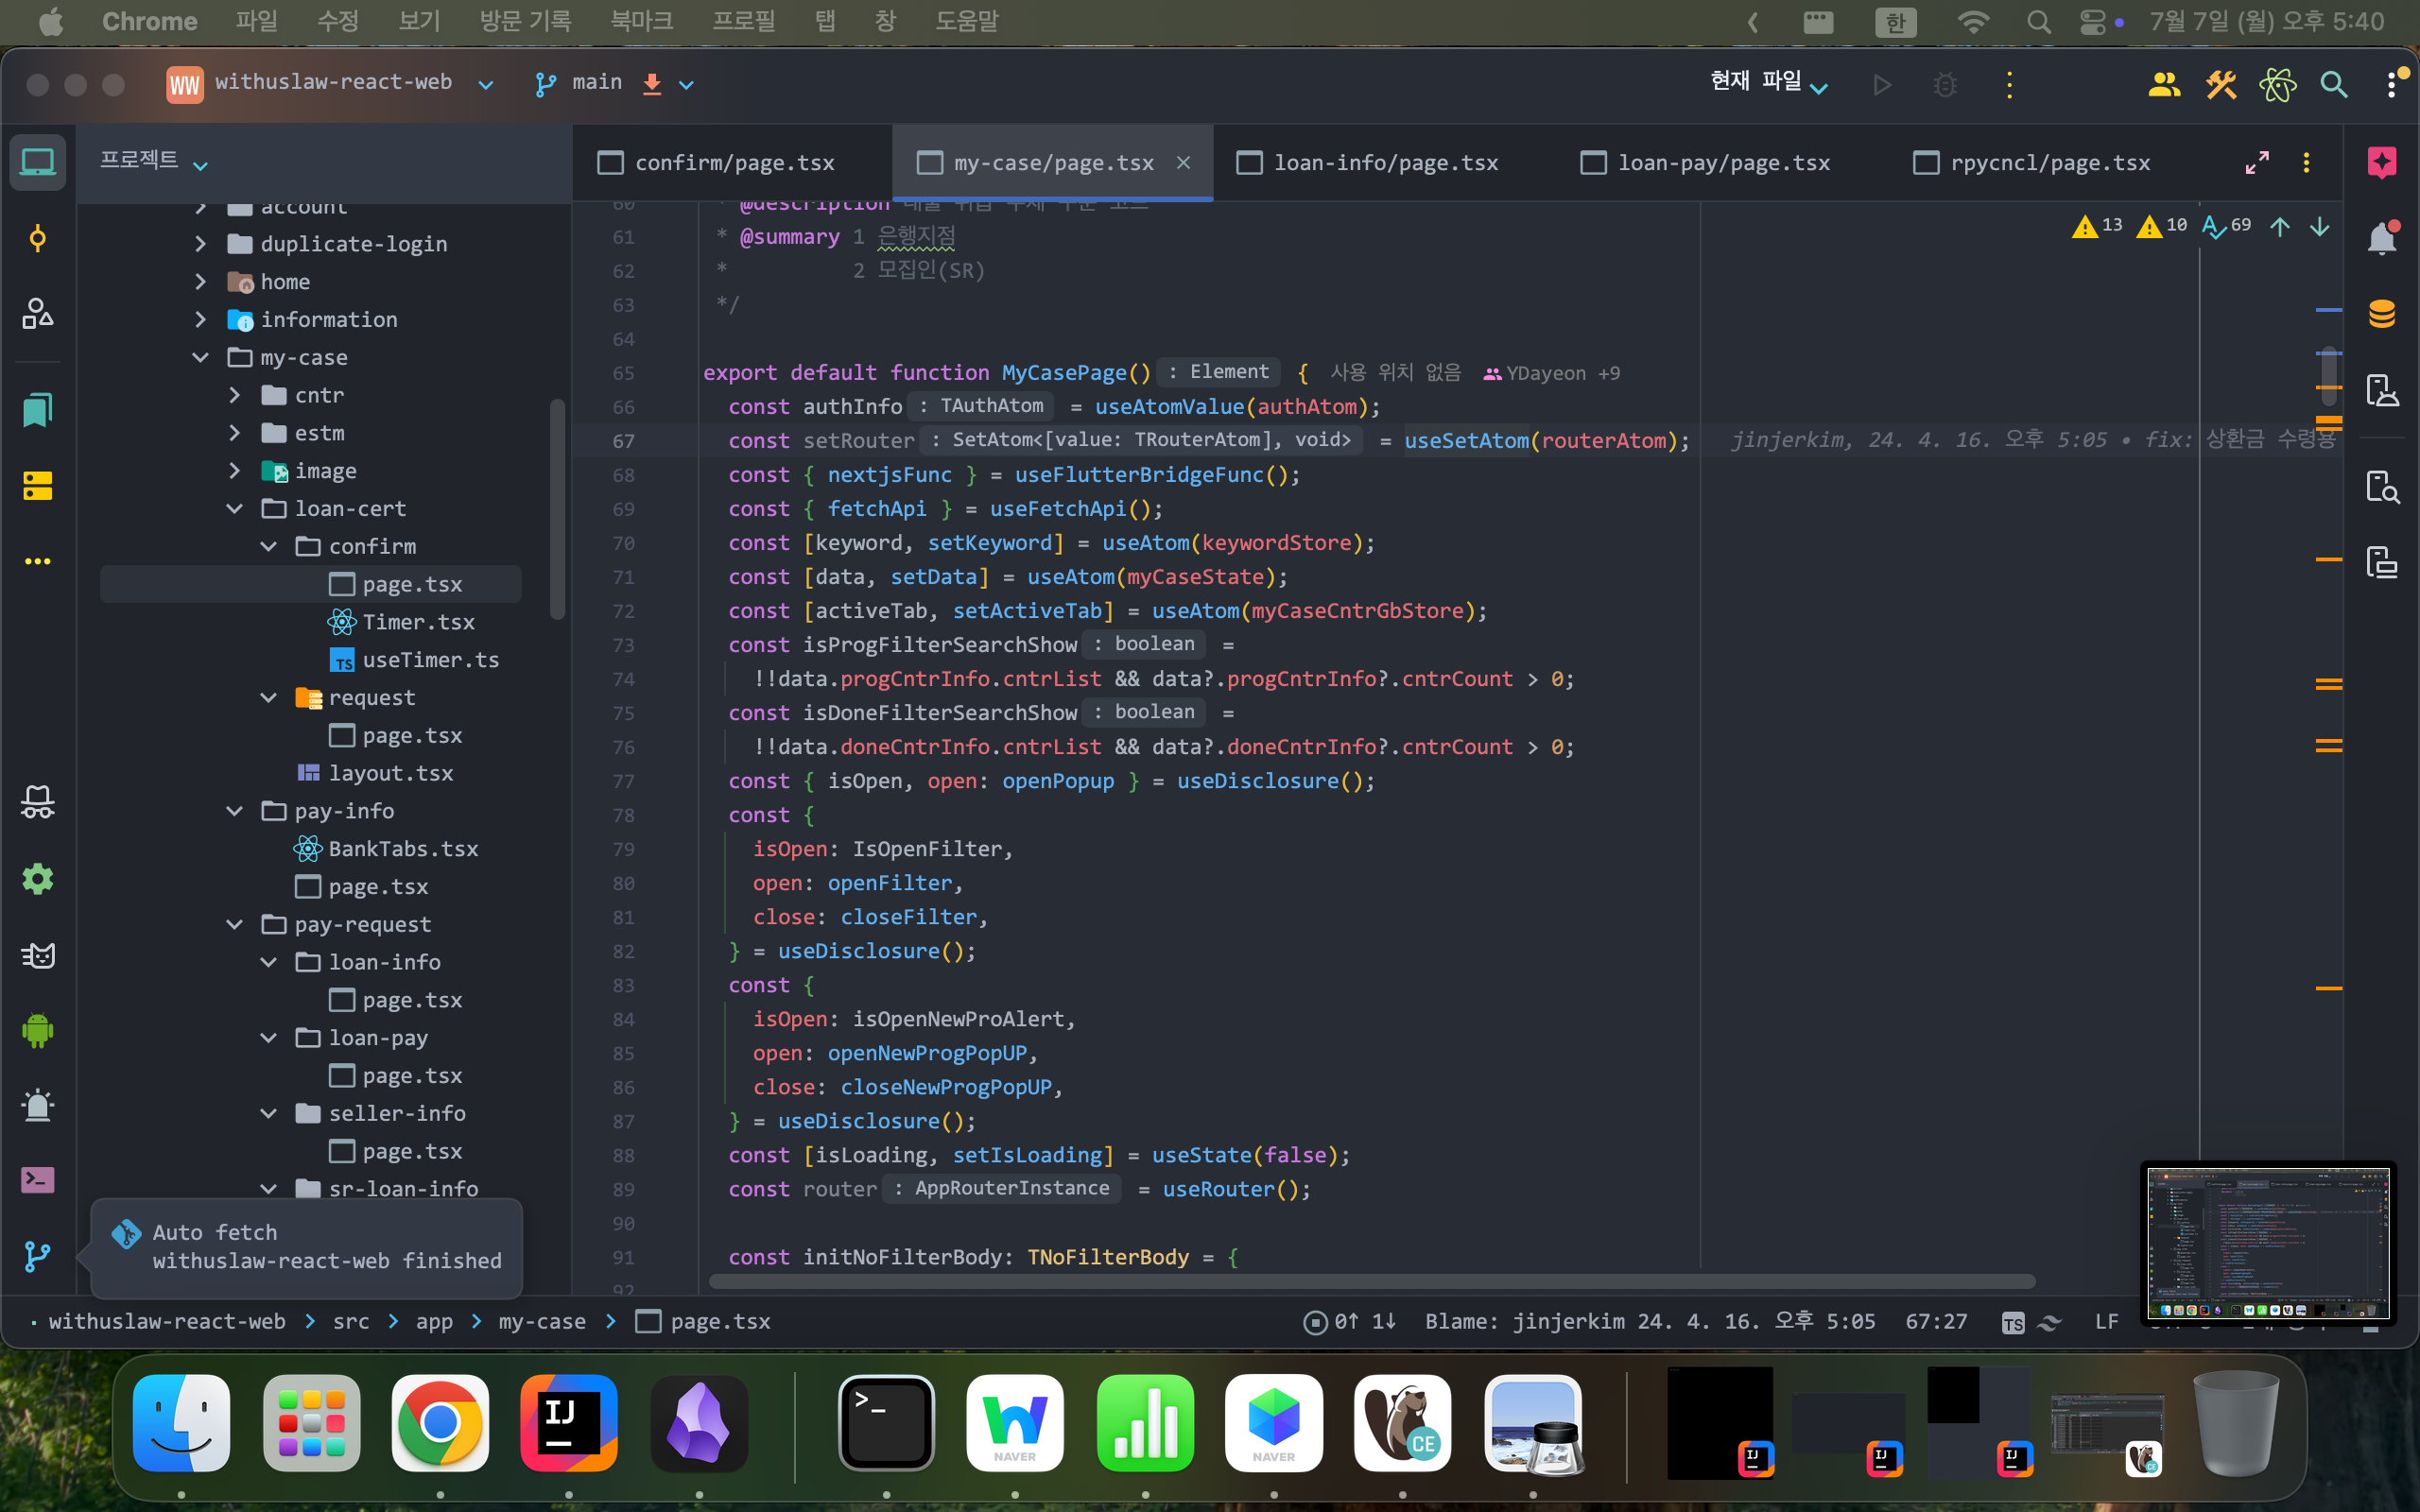 Chrome 파일 수정 보기 방문 기록 북마크 프로필 탭 창 도움말 한 7월 7일 (월) 오후 5:40
WW withuslaw-react-web main 현재 파일
프로젝트
confirm/page.tsx my-case/page.tsx loan-info/page.tsx loan-pay/page.tsx rpycncl/page.tsx
13 10 69
account
duplicate-login
home
information
my-case
cntr
estm
image
loan-cert
confirm
page.tsx
Timer.tsx
useTimer.ts
request
page.tsx
layout.tsx
pay-info
BankTabs.tsx
page.tsx
pay-request
loan-info
page.tsx
loan-pay
page.tsx
seller-info
page.tsx
sr-loan-info
Auto fetch
withuslaw-react-web finished
60 * @description
61 * @summary 1 은행지점
62 * 2 모집인(SR)
63 */
64
65 export default function MyCasePage() : Element { 사용 위치 없음 YDayeon +9
66 const authInfo : TAuthAtom = useAtomValue(authAtom);
67 const setRouter : SetAtom<[value: TRouterAtom], void> = useSetAtom(routerAtom); jinjerkim, 24. 4. 16. 오후 5:05 • fix: 상환금 수령용
68 const { nextjsFunc } = useFlutterBridgeFunc();
69 const { fetchApi } = useFetchApi();
70 const [keyword, setKeyword] = useAtom(keywordStore);
71 const [data, setData] = useAtom(myCaseState);
72 const [activeTab, setActiveTab] = useAtom(myCaseCntrGbStore);
73 const isProgFilterSearchShow : boolean =
74 !!data.progCntrInfo.cntrList && data?.progCntrInfo?.cntrCount > 0;
75 const isDoneFilterSearchShow : boolean =
76 !!data.doneCntrInfo.cntrList && data?.doneCntrInfo?.cntrCount > 0;
77 const { isOpen, open: openPopup } = useDisclosure();
78 const {
79 isOpen: IsOpenFilter,
80 open: openFilter,
81 close: closeFilter,
82 } = useDisclosure();
83 const {
84 isOpen: isOpenNewProAlert,
85 open: openNewProgPopUP,
86 close: closeNewProgPopUP,
87 } = useDisclosure();
88 const [isLoading, setIsLoading] = useState(false);
89 const router : AppRouterInstance = useRouter();
90
91 const initNoFilterBody: TNoFilterBody = {
92
withuslaw-react-web > src > app > my-case > page.tsx 0↑ 1↓ Blame: jinjerkim 24. 4. 16. 오후 5:05 67:27 TS LF
IJ NAVER NAVER CE IJ IJ IJ